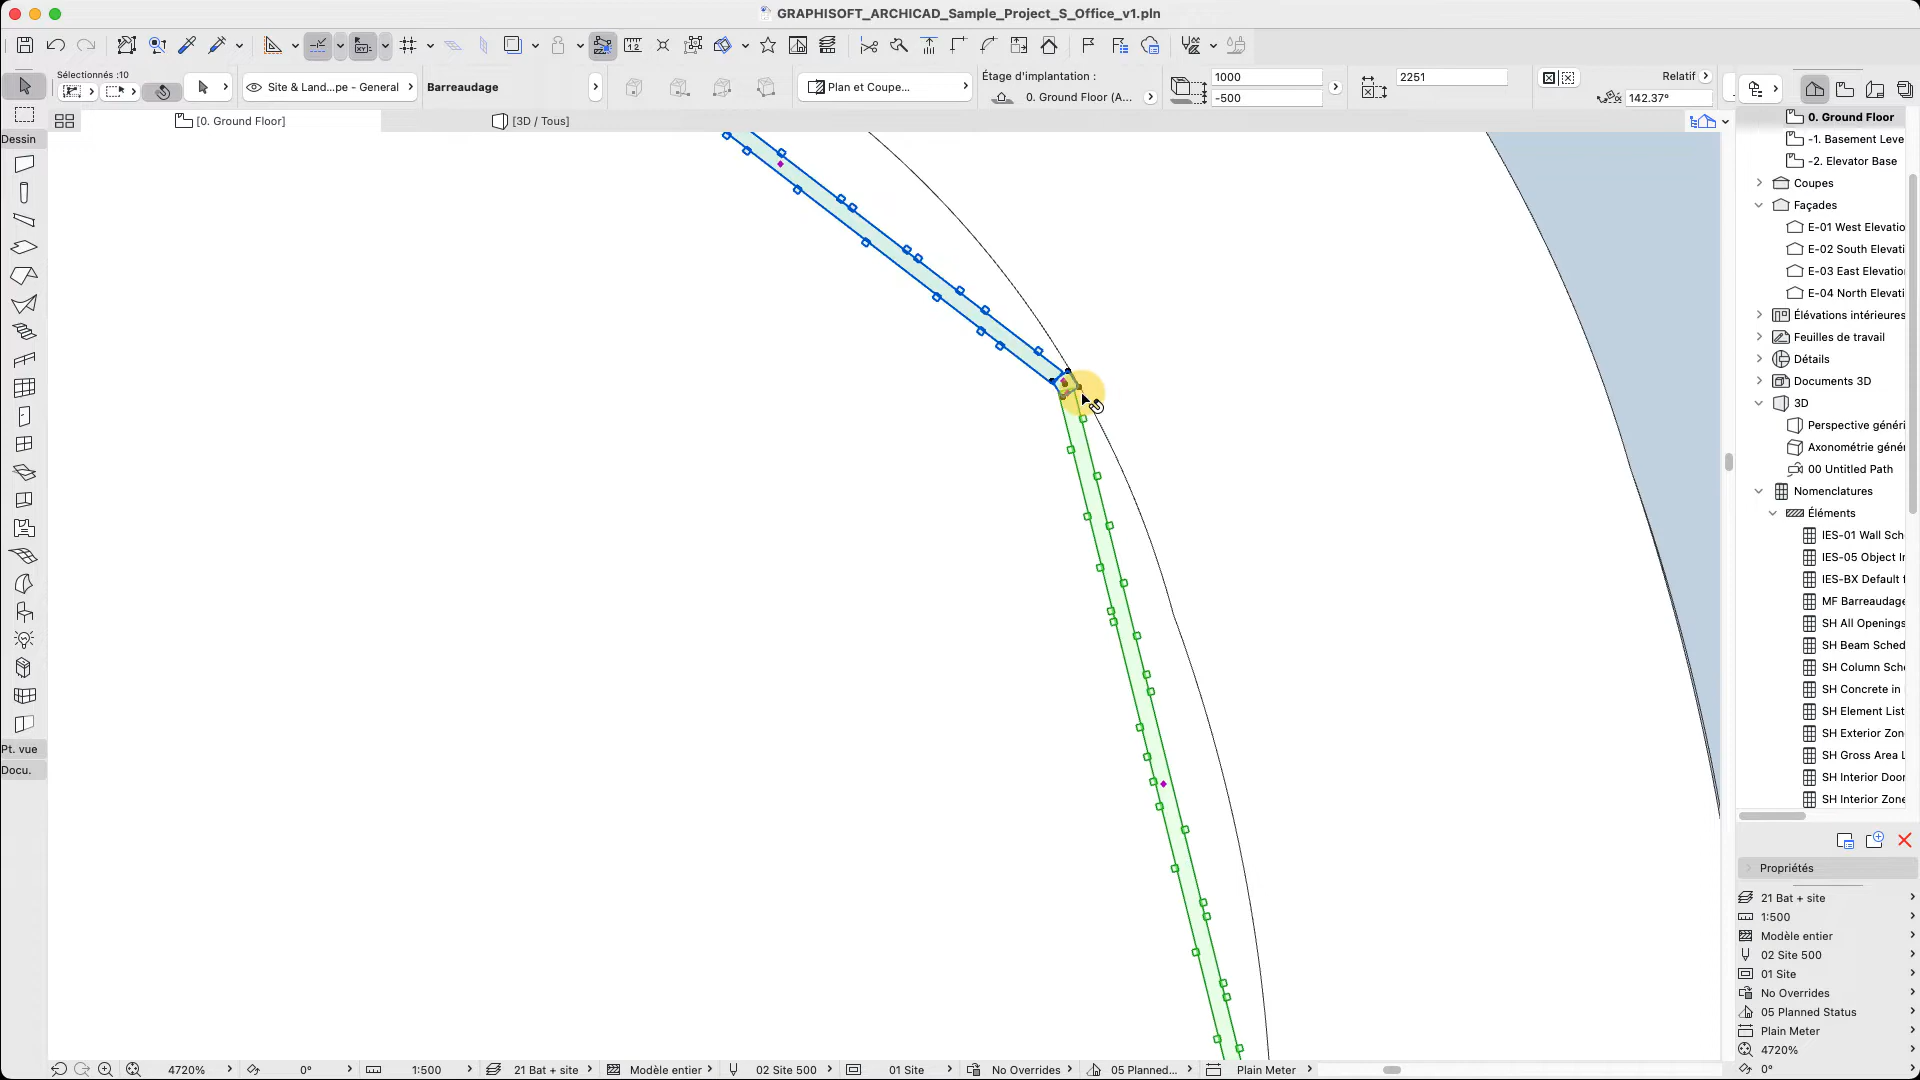 GRAPHISOFT_ARCHICAD_Sample_Project_S_Office_v1.pln
Sélectionnés :10
Site & Land...pe - General
Barreaudage
Plan et Coupe...
Étage d'implantation :
0. Ground Floor (A...
1000
-500
2251
Relatif
142.37°
[0. Ground Floor]
[3D / Tous]
Dessin
Pt. vue
Docu.
0. Ground Floor
-1. Basement Leve
-2. Elevator Base
Coupes
Façades
E-01 West Elevatio
E-02 South Elevati
E-03 East Elevatio
E-04 North Elevati
Élévations intérieures
Feuilles de travail
Détails
Documents 3D
3D
Perspective généri
Axonométrie génér
00 Untitled Path
Nomenclatures
Éléments
IES-01 Wall Sch
IES-05 Object In
IES-BX Default f
MF Barreaudage
SH All Openings
SH Beam Sched
SH Column Sche
SH Concrete in
SH Element List
SH Exterior Zon
SH Gross Area L
SH Interior Door
SH Interior Zone
Propriétés
21 Bat + site
1:500
Modèle entier
02 Site 500
01 Site
No Overrides
05 Planned Status
Plain Meter
4720%
0°
4720%
0°
1:500
21 Bat + site
Modèle entier
02 Site 500
01 Site
No Overrides
05 Planned...
Plain Meter